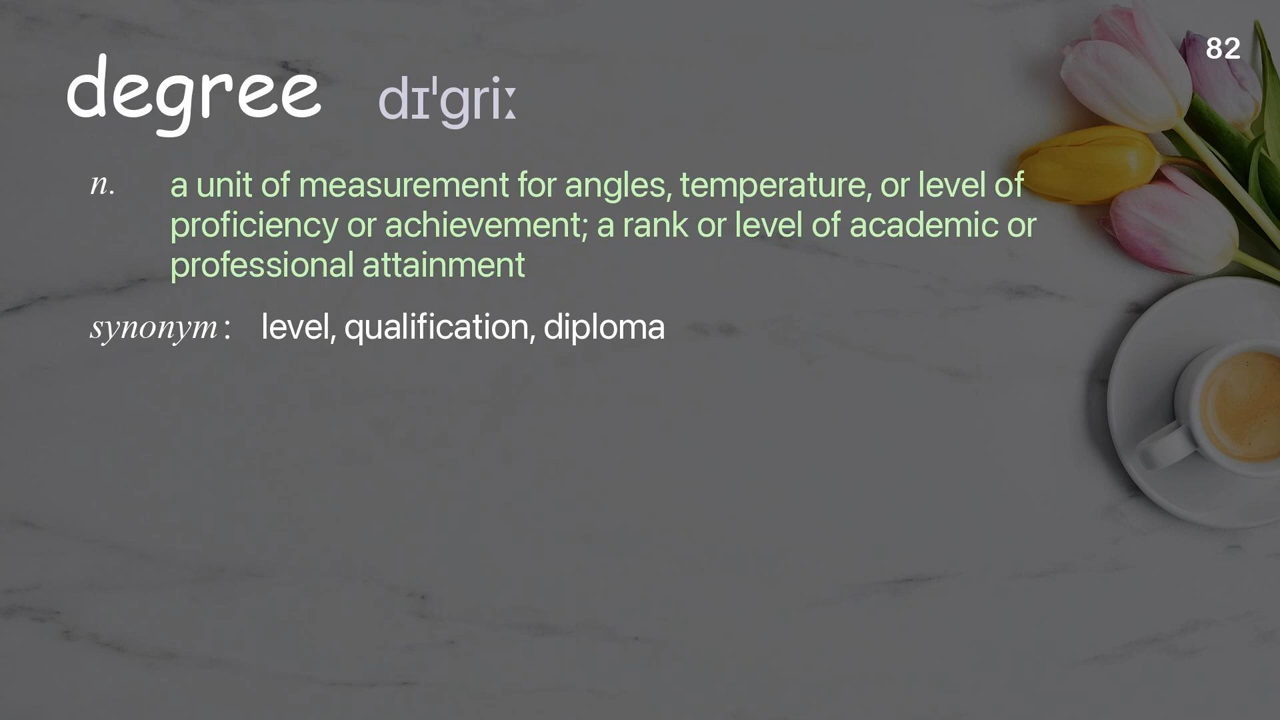 82
degree dɪˈɡriː
n. a unit of measurement for angles, temperature, or level of
proficiency or achievement; a rank or level of academic or
professional attainment
synonym: level, qualification, diploma